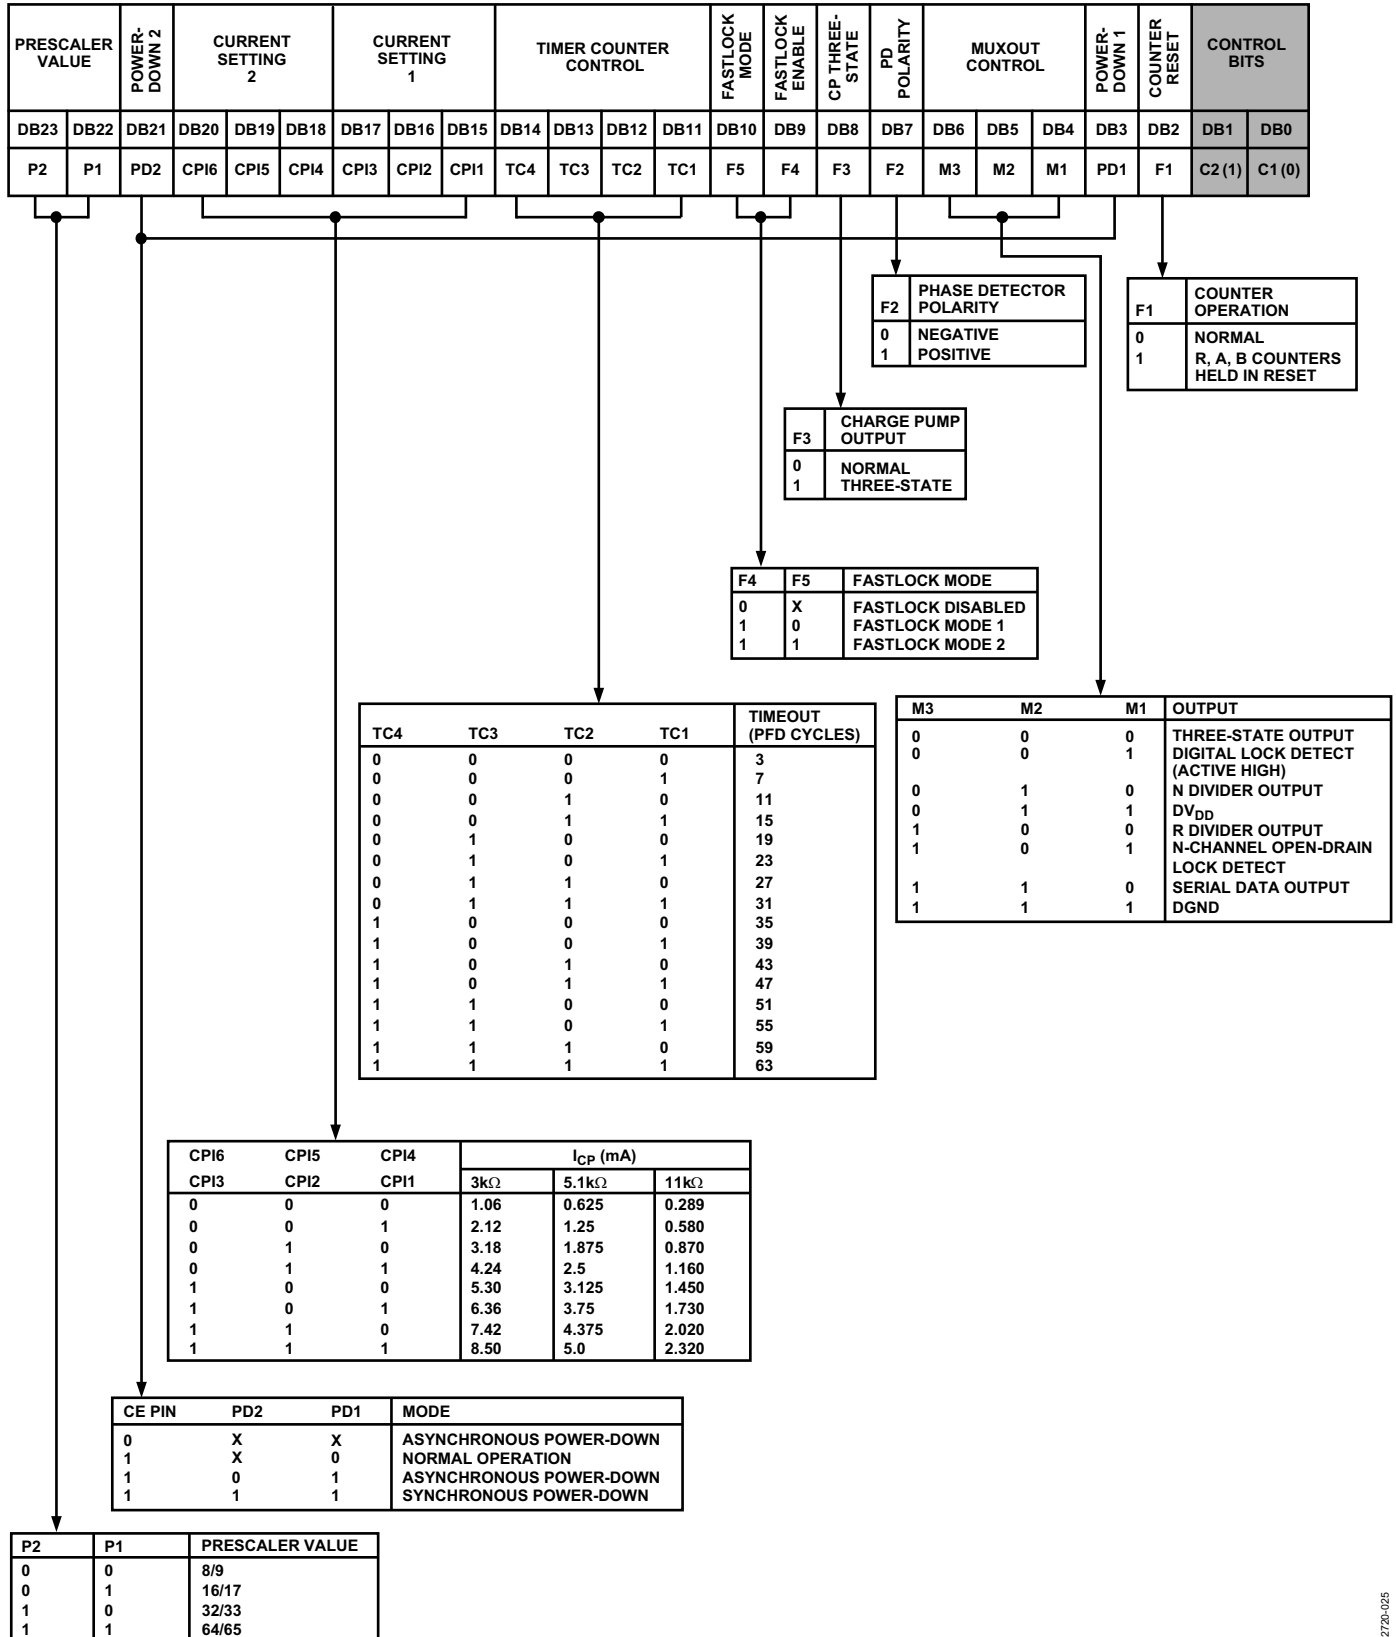 PRESCALER VALUE POWER-DOWN 2 CURRENT SETTING 2 CURRENT SETTING 1 TIMER COUNTER CONTROL FASTLOCK MODE FASTLOCK ENABLE CP THREE-STATE PD POLARITY MUXOUT CONTROL POWER-DOWN 1 COUNTER RESET CONTROL BITS
DB23 DB22 DB21 DB20 DB19 DB18 DB17 DB16 DB15 DB14 DB13 DB12 DB11 DB10 DB9 DB8 DB7 DB6 DB5 DB4 DB3 DB2 DB1 DB0
P2 P1 PD2 CPI6 CPI5 CPI4 CPI3 CPI2 CPI1 TC4 TC3 TC2 TC1 F5 F4 F3 F2 M3 M2 M1 PD1 F1 C2 (1) C1 (0)
F2 PHASE DETECTOR POLARITY
0 NEGATIVE
1 POSITIVE
F1 COUNTER OPERATION
0 NORMAL
1 R, A, B COUNTERS
HELD IN RESET
F3 CHARGE PUMP OUTPUT
0 NORMAL
1 THREE-STATE
F4 F5 FASTLOCK MODE
0 X FASTLOCK DISABLED
1 0 FASTLOCK MODE 1
1 1 FASTLOCK MODE 2
TC4 TC3 TC2 TC1 TIMEOUT (PFD CYCLES)
0 0 0 0 3
0 0 0 1 7
0 0 1 0 11
0 0 1 1 15
0 1 0 0 19
0 1 0 1 23
0 1 1 0 27
0 1 1 1 31
1 0 0 0 35
1 0 0 1 39
1 0 1 0 43
1 0 1 1 47
1 1 0 0 51
1 1 0 1 55
1 1 1 0 59
1 1 1 1 63
M3 M2 M1 OUTPUT
0 0 0 THREE-STATE OUTPUT
0 0 1 DIGITAL LOCK DETECT
(ACTIVE HIGH)
0 1 0 N DIVIDER OUTPUT
0 1 1 DVDD
1 0 0 R DIVIDER OUTPUT
1 0 1 N-CHANNEL OPEN-DRAIN
LOCK DETECT
1 1 0 SERIAL DATA OUTPUT
1 1 1 DGND
CPI6 CPI5 CPI4 ICP (mA)
CPI3 CPI2 CPI1 3kΩ 5.1kΩ 11kΩ
0 0 0 1.06 0.625 0.289
0 0 1 2.12 1.25 0.580
0 1 0 3.18 1.875 0.870
0 1 1 4.24 2.5 1.160
1 0 0 5.30 3.125 1.450
1 0 1 6.36 3.75 1.730
1 1 0 7.42 4.375 2.020
1 1 1 8.50 5.0 2.320
CE PIN PD2 PD1 MODE
0 X X ASYNCHRONOUS POWER-DOWN
1 X 0 NORMAL OPERATION
1 0 1 ASYNCHRONOUS POWER-DOWN
1 1 1 SYNCHRONOUS POWER-DOWN
P2 P1 PRESCALER VALUE
0 0 8/9
0 1 16/17
1 0 32/33
1 1 64/65
2720-025